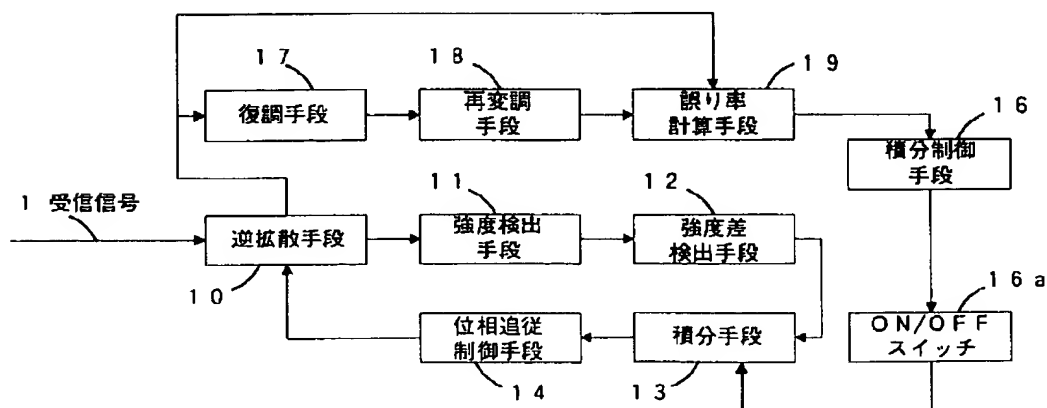 １７
１８
１９
復調手段
再変調
手段
誤り率
計算手段
１６
積分制御
手段
１ 受信信号
１１
１２
逆拡散手段
強度検出
手段
強度差
検出手段
１０
１６ａ
位相追従
制御手段
積分手段
ＯＮ/ＯＦＦ
スイッチ
１４
１３